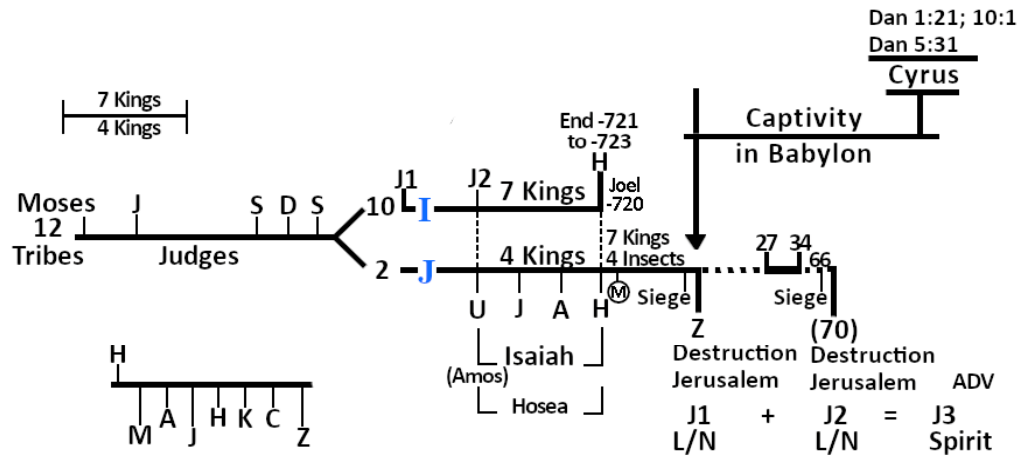 Dan 1:21; 10:1
Dan 5:31
Cyrus
7 Kings
4 Kings
End -721
to -723
H
Captivity
in Babylon
J1
J2
7 Kings
Joel
-720
Moses
J
S D S
10
I
12
Tribes
Judges
2
J
4 Kings
7 Kings
4 Insects
27 34
66
U J A H
M
Siege
Siege
Z
(70)
H
Isaiah
(Amos)
Hosea
Destruction
Jerusalem
Destruction
Jerusalem
ADV
M A J H K C Z
J1 + J2 = J3
L/N L/N Spirit